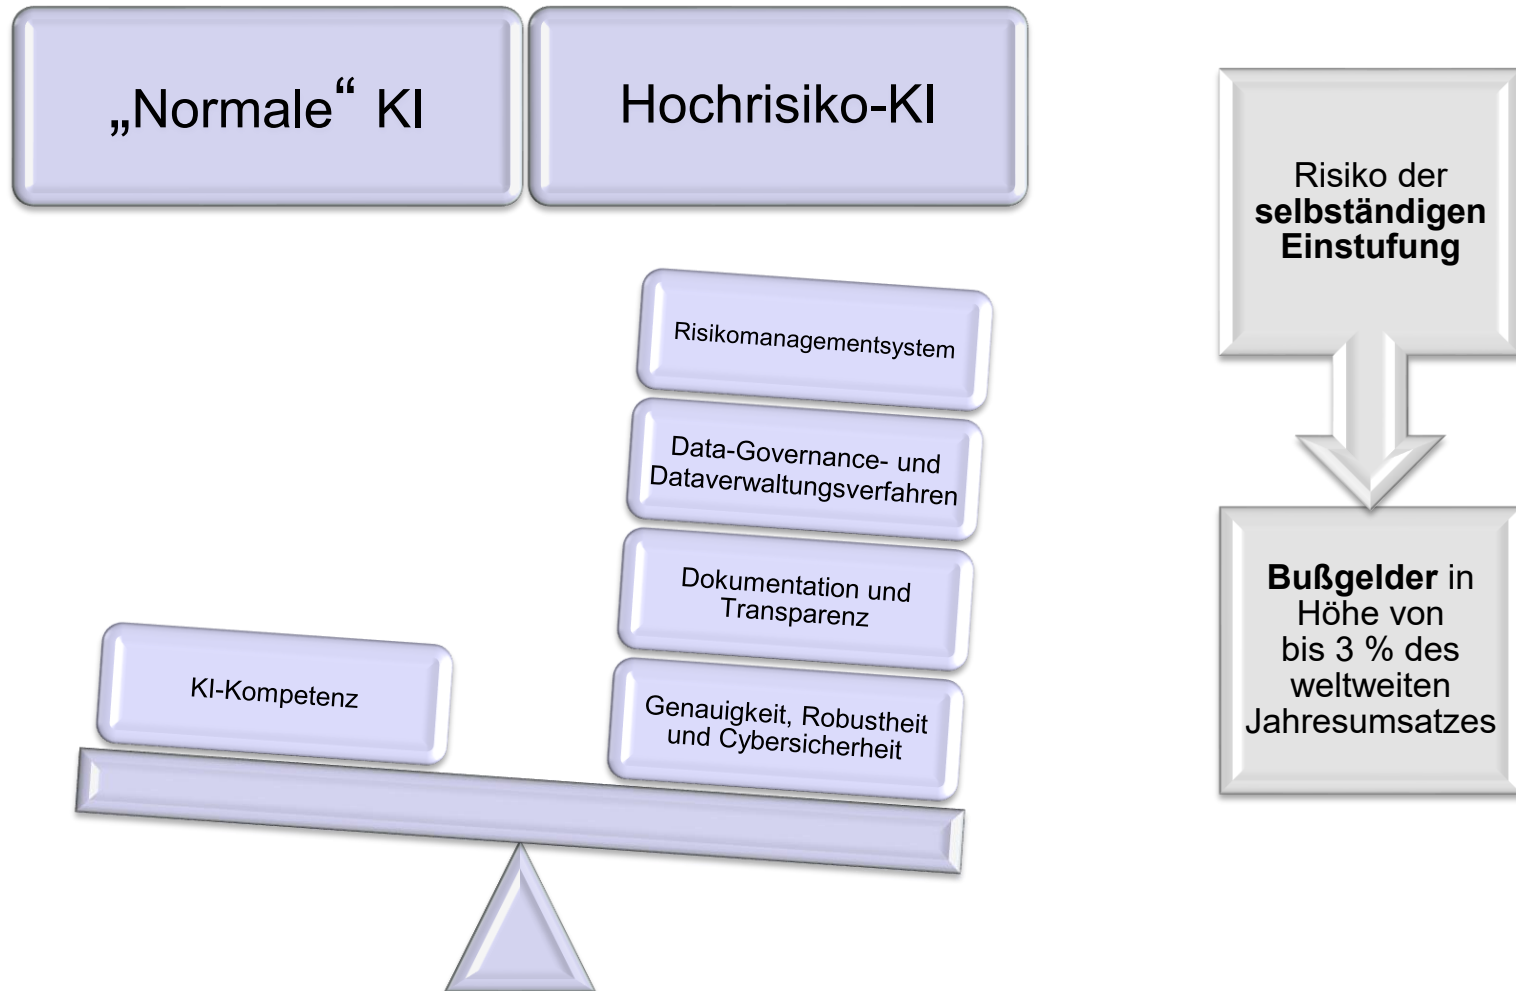 „Normale“ KI
Hochrisiko-KI
Risikomanagementsystem
Data-Governance- und
Dataverwaltungsverfahren
Dokumentation und
Transparenz
Genauigkeit, Robustheit
und Cybersicherheit
KI-Kompetenz
Risiko der
selbständigen
Einstufung
Bußgelder in
Höhe von
bis 3 % des
weltweiten
Jahresumsatzes